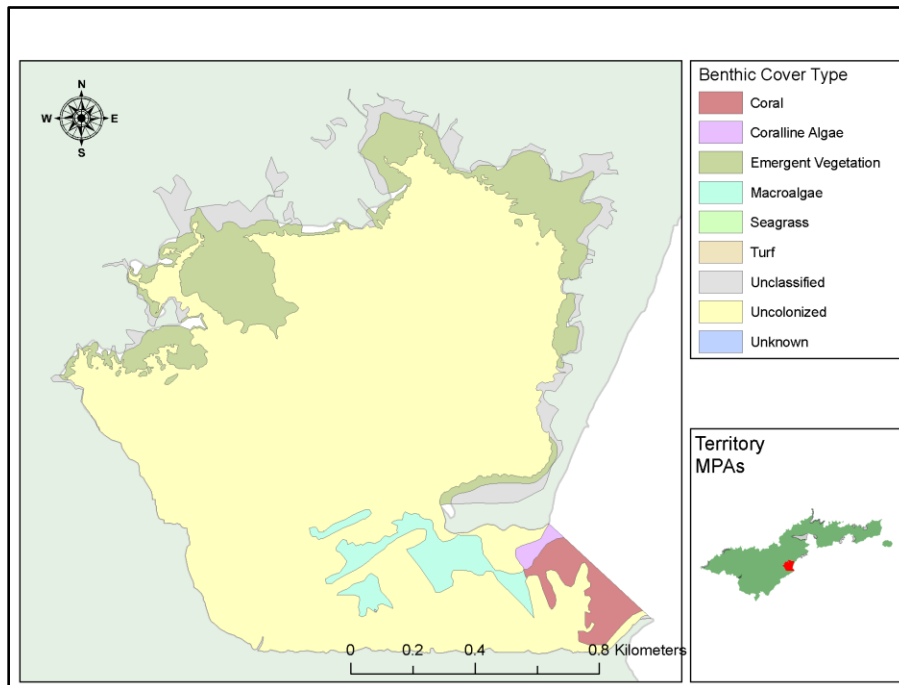 N
W E
S
0 0.2 0.4 0.8 Kilometers
Benthic Cover Type
Coral
Coralline Algae
Emergent Vegetation
Macroalgae
Seagrass
Turf
Unclassified
Uncolonized
Unknown
Territory
MPAs